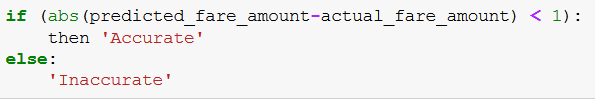 if (abs(predicted_fare_amount-actual_fare_amount) < 1):
    then 'Accurate'
else:
    'Inaccurate'